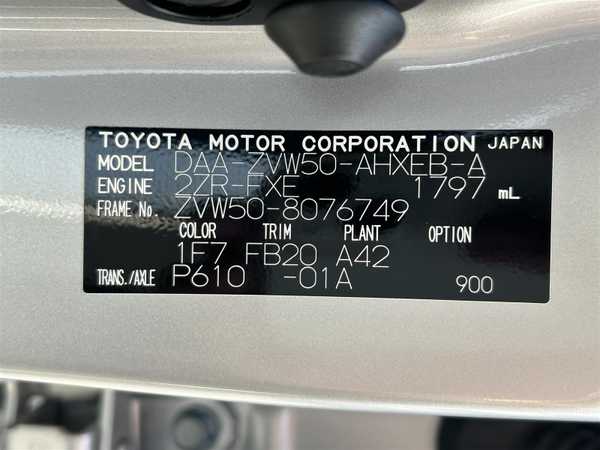 TOYOTA MOTOR CORPORATION JAPAN
MODEL DAA-ZVW50-AHXEB-A
ENGINE 2ZR-FXE 1797 mL
FRAME No. ZVW50-8076749
COLOR TRIM PLANT OPTION
1F7 FB20 A42
TRANS./AXLE P610 -01A 900